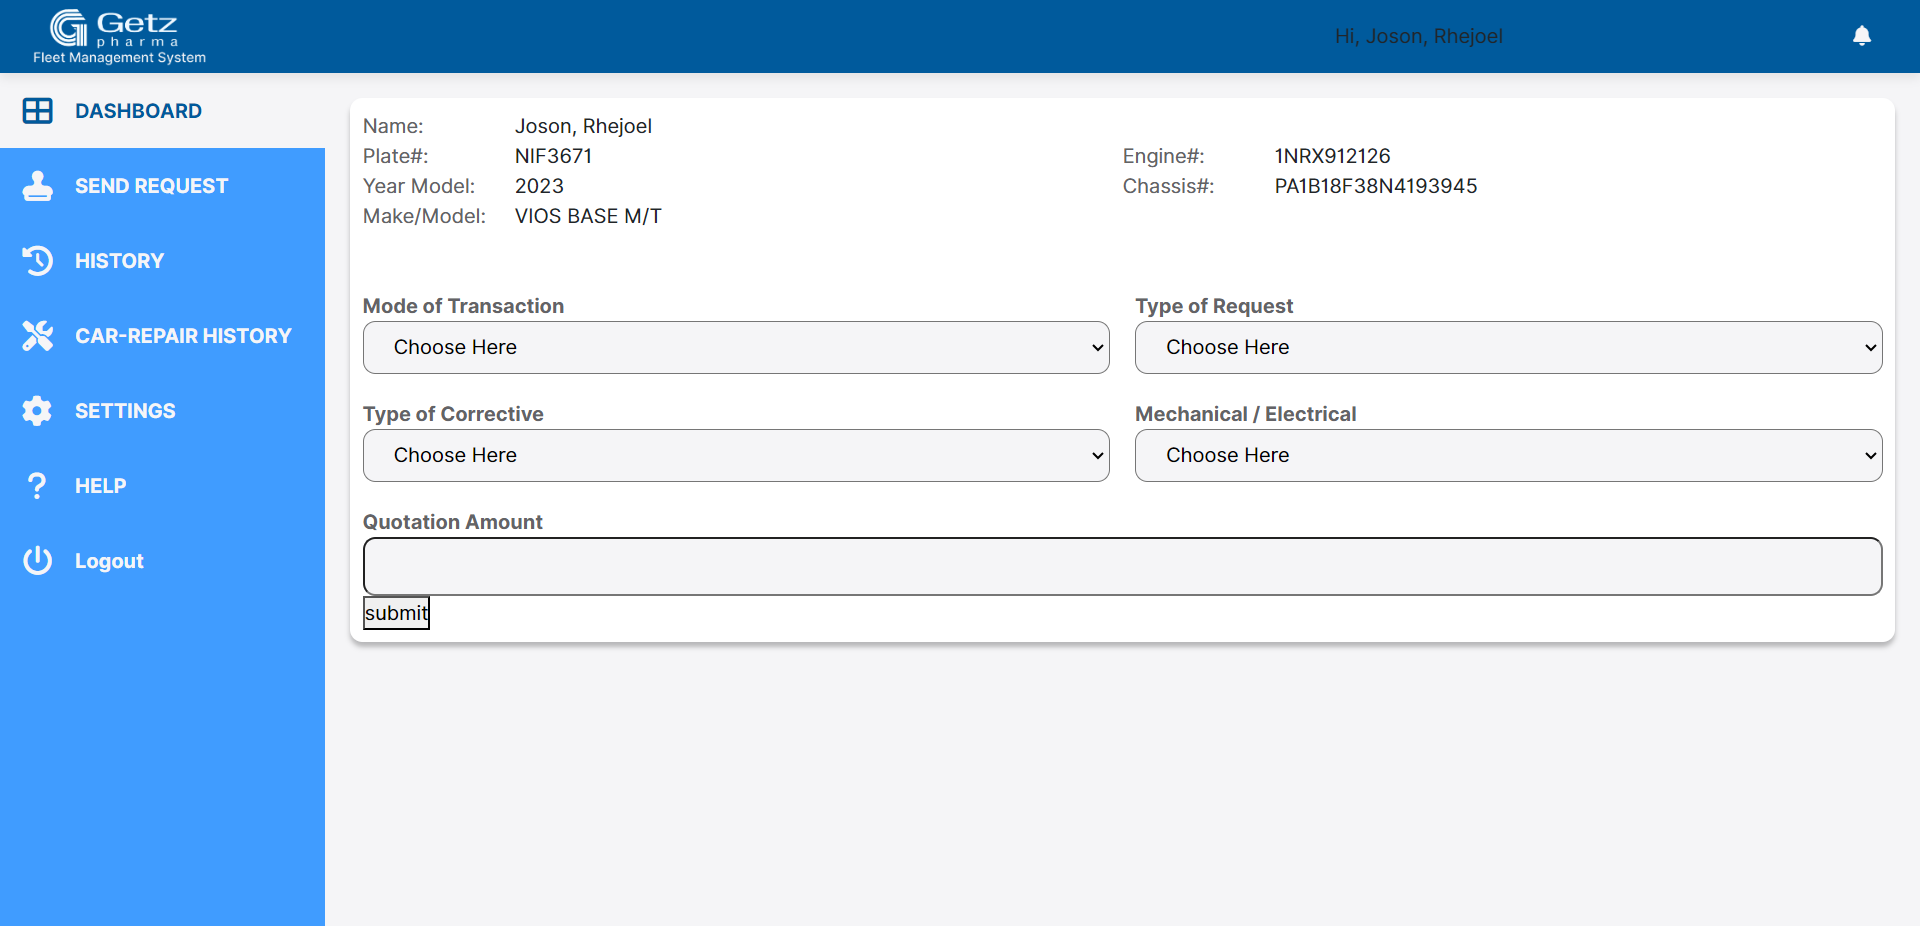 Getz
pharma
Fleet Management System
Hi, Joson, Rhejoel
DASHBOARD
SEND REQUEST
HISTORY
CAR-REPAIR HISTORY
SETTINGS
HELP
Logout
Name: Joson, Rhejoel
Plate#: NIF3671
Engine#: 1NRX912126
Year Model: 2023
Chassis#: PA1B18F38N4193945
Make/Model: VIOS BASE M/T
Mode of Transaction
Choose Here
Type of Request
Choose Here
Type of Corrective
Choose Here
Mechanical / Electrical
Choose Here
Quotation Amount
submit